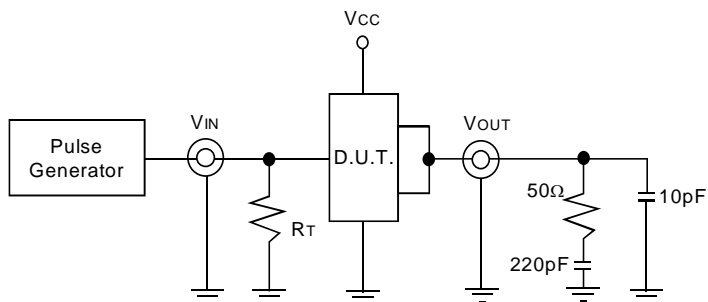 VCC
VIN
VOUT
Pulse
Generator
D.U.T.
50Ω
10pF
RT
220pF